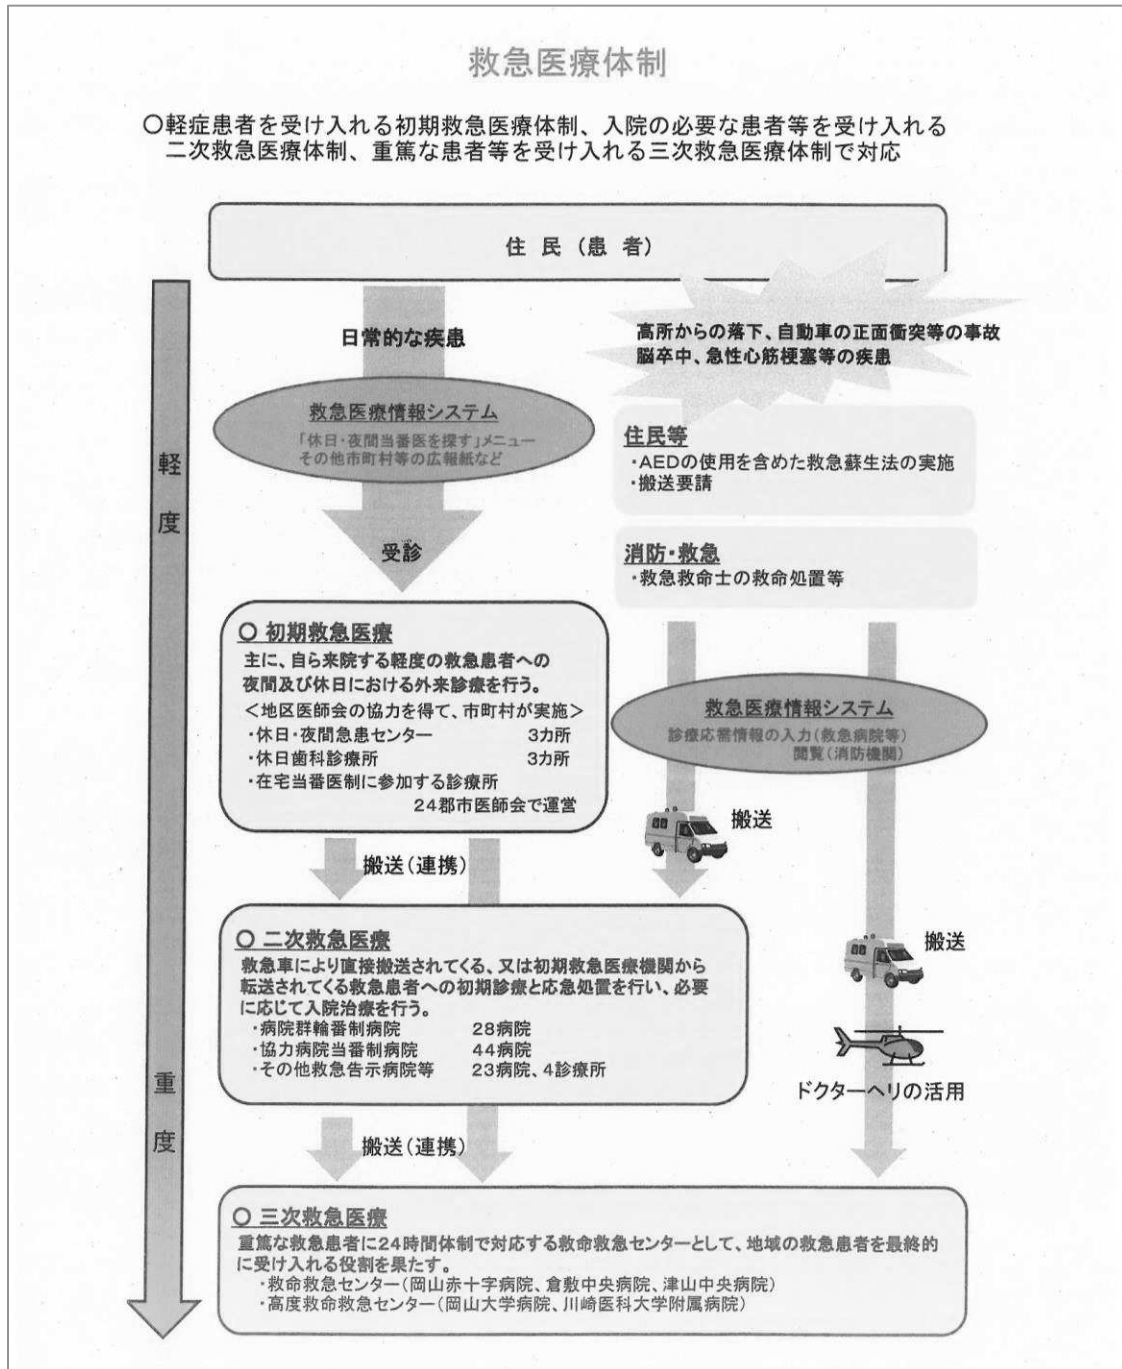 救急医療体制
○軽症患者を受け入れる初期救急医療体制、入院の必要な患者等を受け入れる
二次救急医療体制、重篤な患者等を受け入れる三次救急医療体制で対応
住 民 (患 者)
日常的な疾患
高所からの落下、自動車の正面衝突等の事故
脳卒中、急性心筋梗塞等の疾患
救急医療情報システム
「休日・夜間当番医を探す」メニュー
その他市町村等の広報紙など
住民等
・AEDの使用を含めた救急蘇生法の実施
・搬送要請
軽
度
受診
消防・救急
・救急救命士の救命処置等
○ 初期救急医療
主に、自ら来院する軽度の救急患者への
夜間及び休日における外来診療を行う。
<地区医師会の協力を得て、市町村が実施>
・休日・夜間急患センター 3カ所
・休日歯科診療所 3カ所
・在宅当番医制に参加する診療所
24郡市医師会で運営
救急医療情報システム
診療応需情報の入力(救急病院等)
閲覧(消防機関)
搬送
搬送(連携)
○ 二次救急医療
救急車により直接搬送されてくる、又は初期救急医療機関から
転送されてくる救急患者への初期診療と応急処置を行い、必要
に応じて入院治療を行う。
・病院群輪番制病院 28病院
・協力病院当番制病院 44病院
・その他救急告示病院等 23病院、4診療所
搬送
ドクターヘリの活用
重
度
搬送(連携)
○ 三次救急医療
重篤な救急患者に24時間体制で対応する救命救急センターとして、地域の救急患者を最終的
に受け入れる役割を果たす。
・救命救急センター(岡山赤十字病院、倉敷中央病院、津山中央病院)
・高度救命救急センター(岡山大学病院、川崎医科大学附属病院)